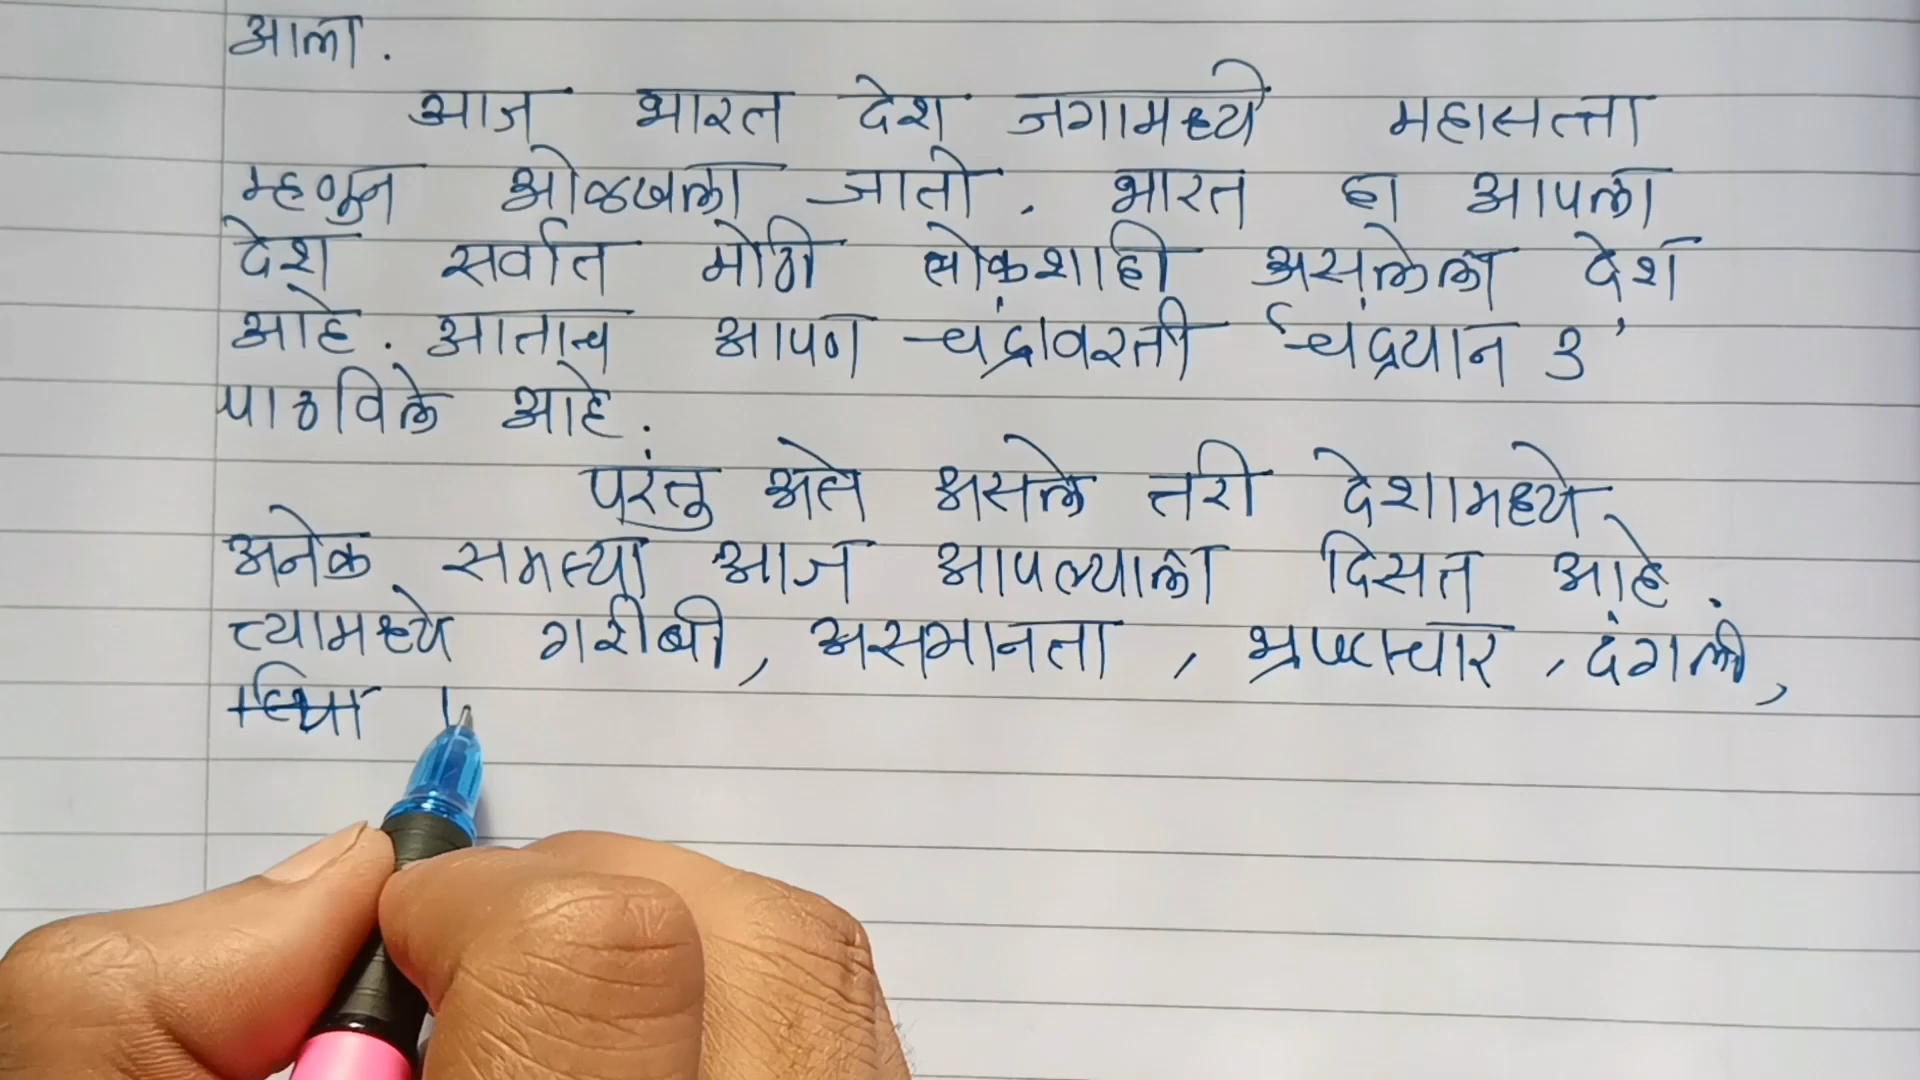 आला.
आज भारत देश जगामध्ये महासत्ता
म्हणुन ओळखला जातो. भारत हा आपला
देश सर्वात मोठी लोकशाही असलेला देश
आहे. आताच आपण चंद्रावरती ‘चंद्रयान 3’
पाठविले आहे.
परंतु असे असले तरी देशामध्ये
अनेक समस्या आज आपल्याला दिसत आहे.
त्यामध्ये गरीबी, असमानता, भ्रष्टाचार, दंगली,